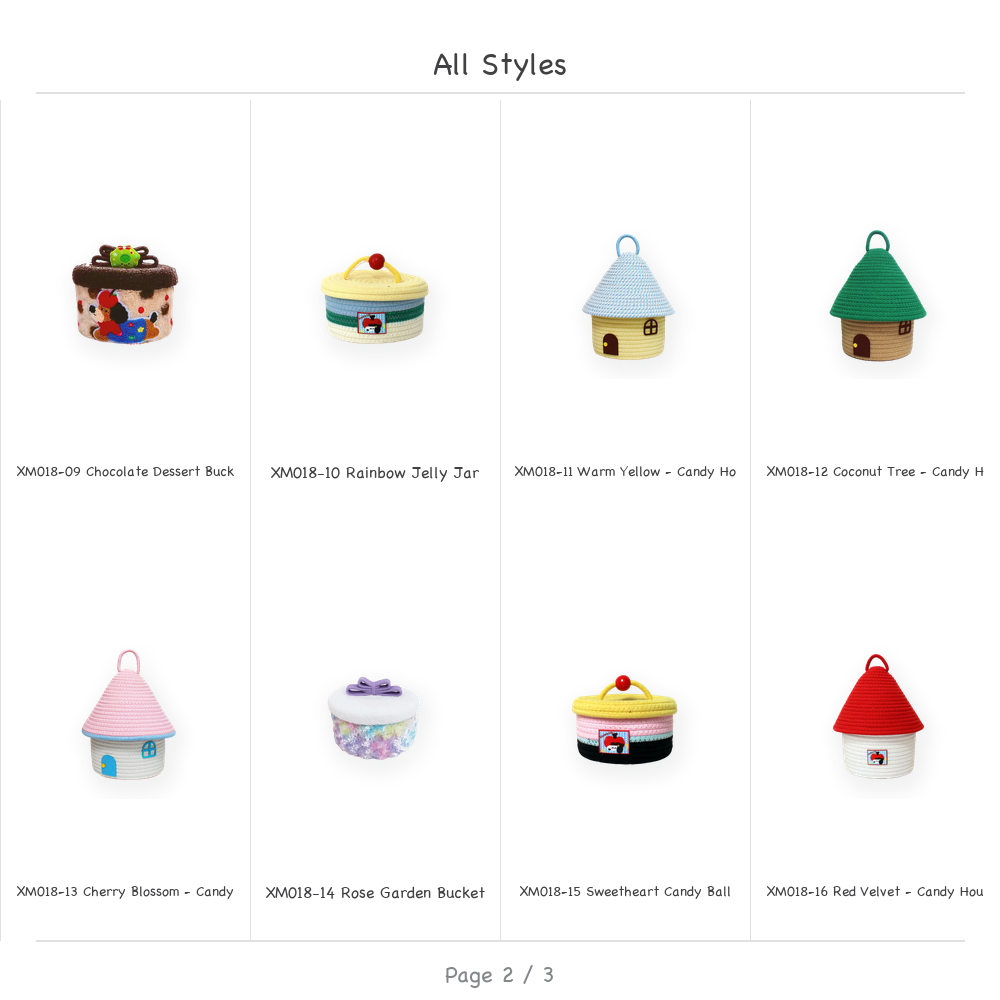 All Styles
XM018-09 Chocolate Dessert Buck
XM018-10 Rainbow Jelly Jar
XM018-11 Warm Yellow - Candy Ho
XM018-12 Coconut Tree - Candy H
XM018-13 Cherry Blossom - Candy
XM018-14 Rose Garden Bucket
XM018-15 Sweetheart Candy Ball
XM018-16 Red Velvet - Candy Hou
Page 2 / 3